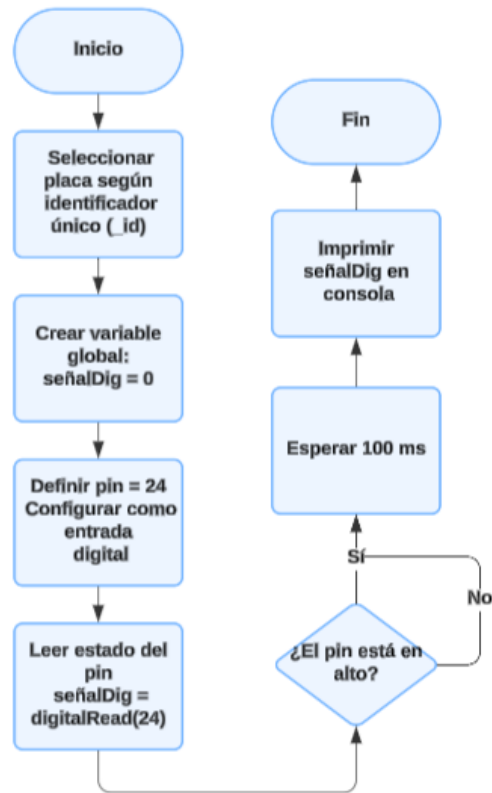 Inicio
Seleccionar
placa según
identificador
único (_id)
Crear variable
global:
señalDig = 0
Definir pin = 24
Configurar como
entrada
digital
Leer estado del
pin
señalDig =
digitalRead(24)
¿El pin está en
alto?
No
Sí
Esperar 100 ms
Imprimir
señalDig en
consola
Fin